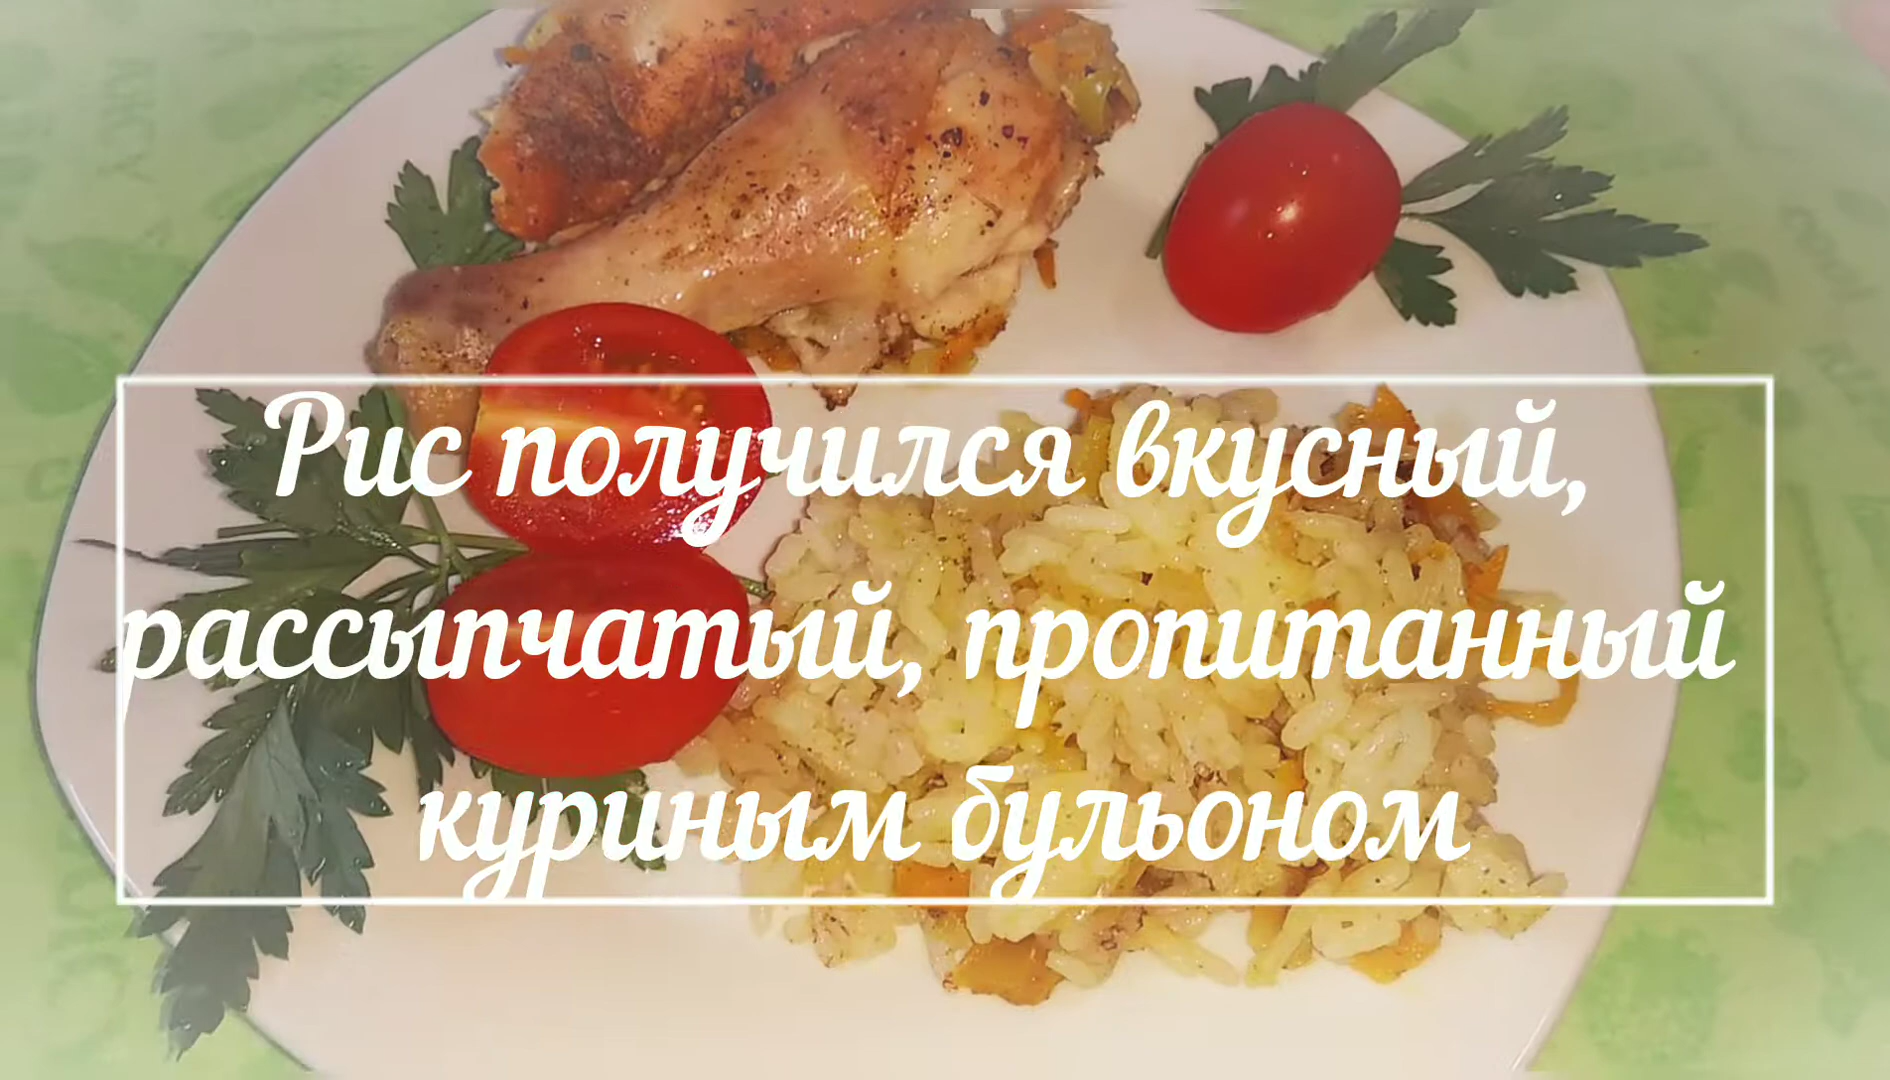 Рис получился вкусный,
рассыпчатый, пропитанный
куриным бульоном